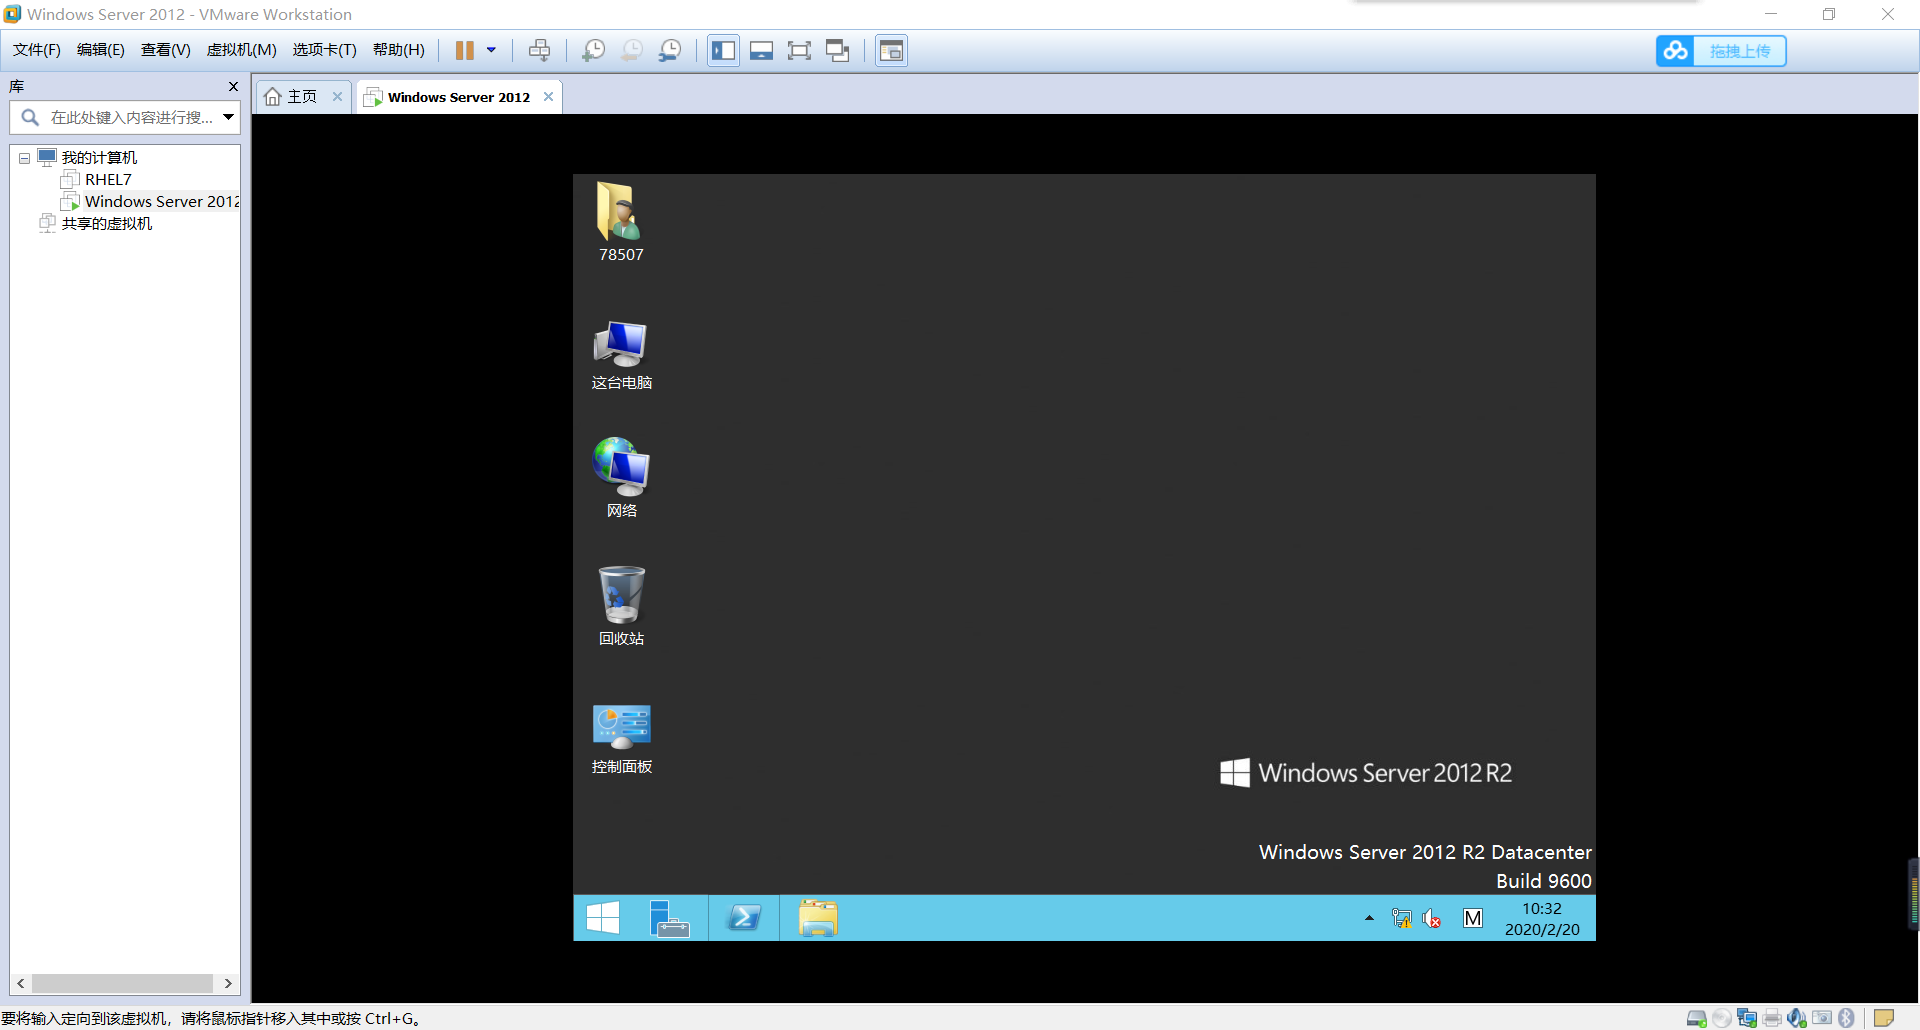 Windows Server 2012 - VMware Workstation
文件(F) 编辑(E) 查看(V) 虚拟机(M) 选项卡(T) 帮助(H)
拖拽上传
库
主页
Windows Server 2012
在此处键入内容进行搜...
我的计算机
RHEL7
Windows Server 2012
共享的虚拟机
78507
这台电脑
网络
回收站
控制面板
Windows Server 2012 R2
Windows Server 2012 R2 Datacenter
Build 9600
M
10:32
2020/2/20
要将输入定向到该虚拟机，请将鼠标指针移入其中或按 Ctrl+G。